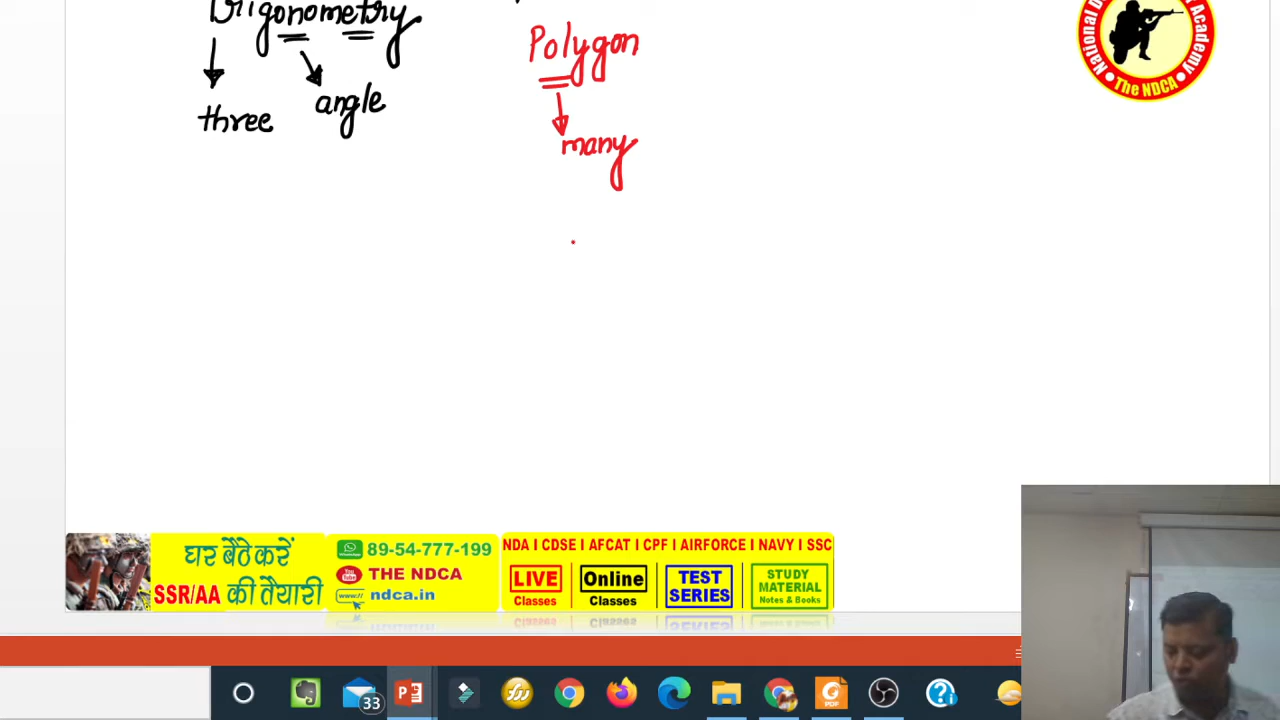 Trigonometry
three
angle
Polygon
many
The NDCA
घर बैठे करें
SSR/AA की तैयारी
89-54-777-199
THE NDCA
www://
ndca.in
NDA I CDSE I AFCAT I CPF I AIRFORCE I NAVY I SSC
LIVE
Classes
Online
Classes
TEST
SERIES
STUDY
MATERIAL
Notes & Books
33